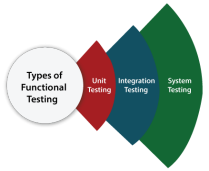 Types of
Functional
Testing
Unit
Testing
Integration
Testing
System
Testing